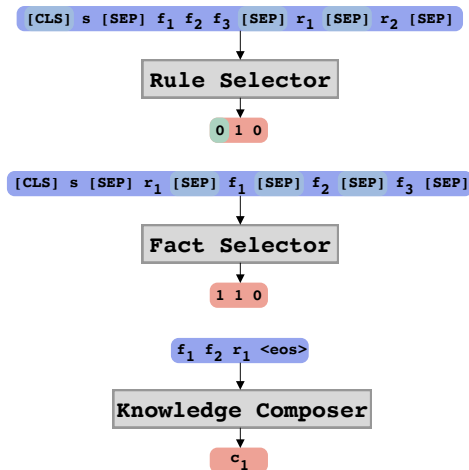 [CLS] s [SEP] f₁ f₂ f₃ [SEP] r₁ [SEP] r₂ [SEP]
Rule Selector
0 1 0
[CLS] s [SEP] r₁ [SEP] f₁ [SEP] f₂ [SEP] f₃ [SEP]
Fact Selector
1 1 0
f₁ f₂ r₁ <eos>
Knowledge Composer
c₁